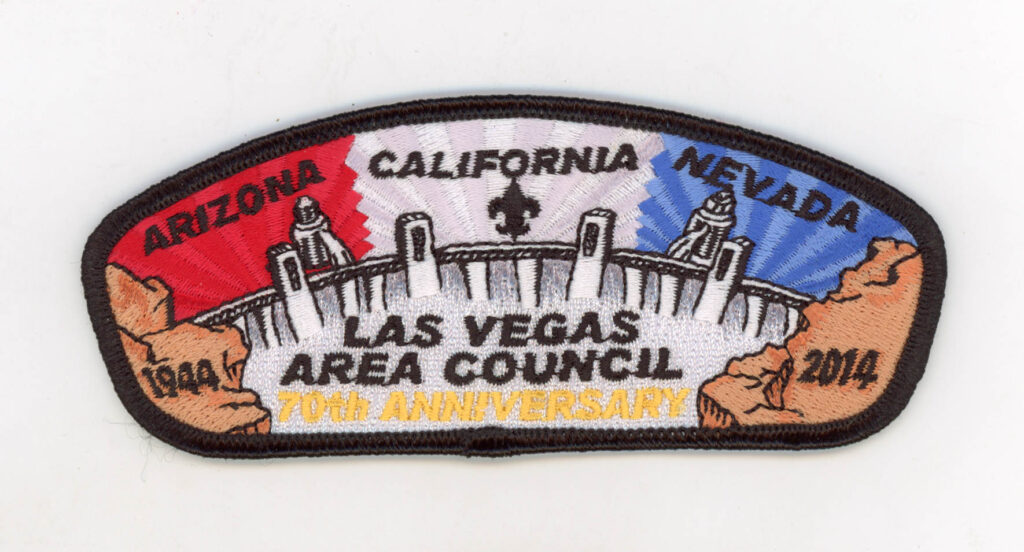 ARIZONA
CALIFORNIA
NEVADA
LAS VEGAS
AREA COUNCIL
70th ANNIVERSARY
1944
2014